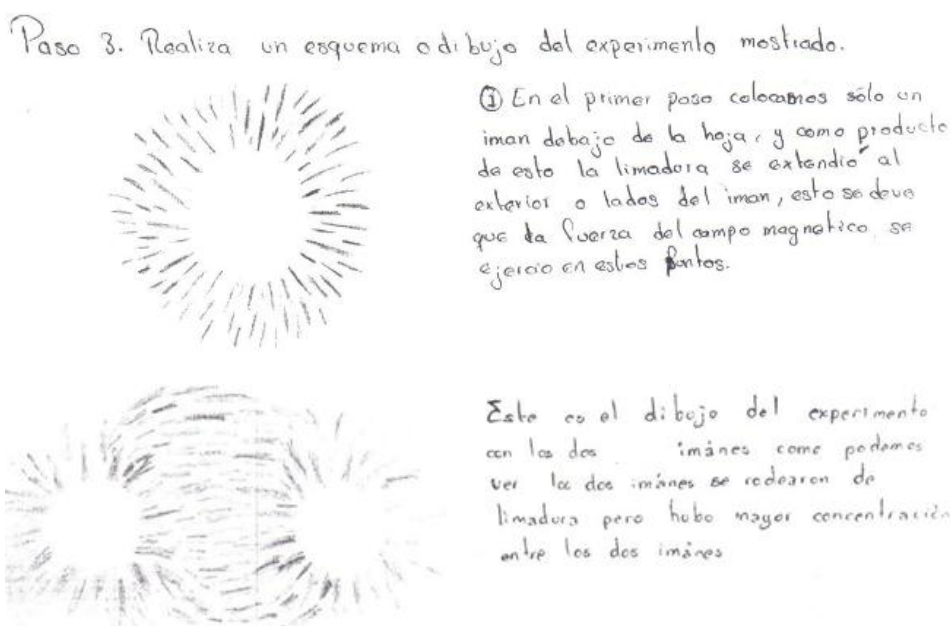 Paso 3. Realiza un esquema o dibujo del experimento mostrado.
① En el primer paso colocamos sólo un
iman debajo de la hoja, y como producto
de esto la limadura se extendió al
exterior o lados del iman, esto se deve
que la fuerza del campo magnetico se
ejercio en estos puntos.
Este es el dibujo del experimento
con los dos imánes como podemos
ver los dos imánes se rodearon de
limadura pero hubo mayor concentración
entre los dos imánes